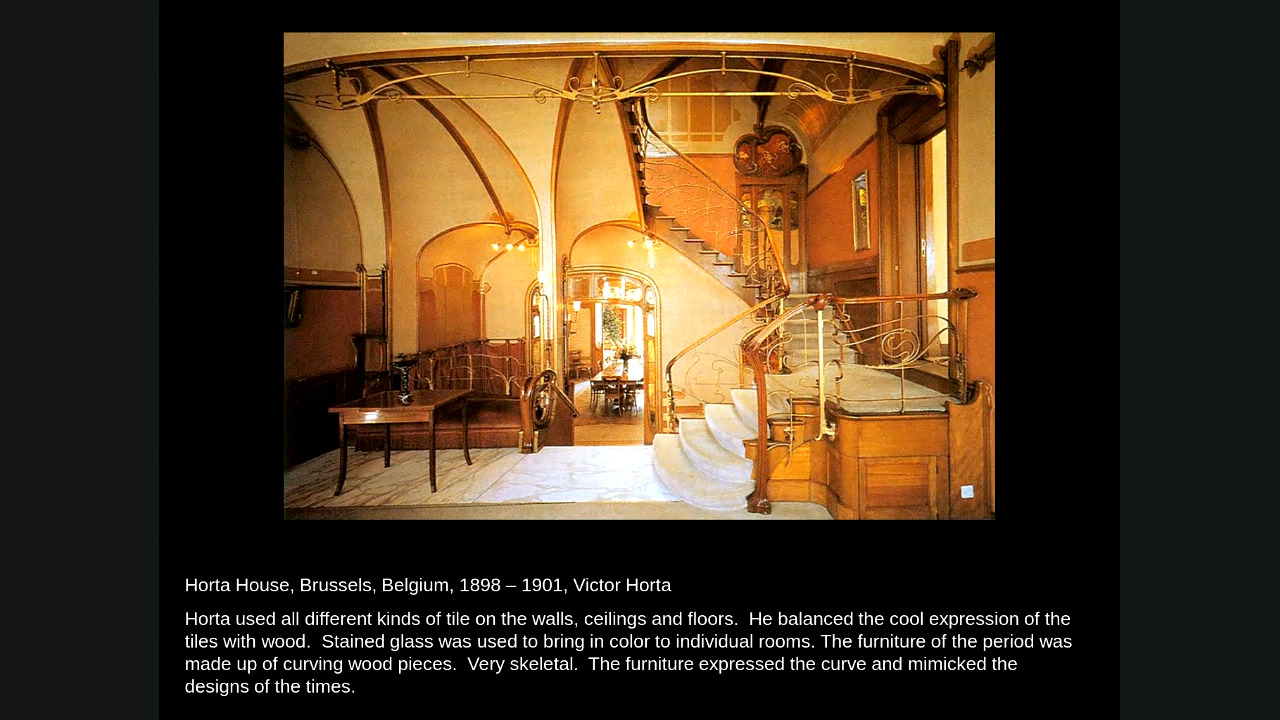 Horta House, Brussels, Belgium, 1898 – 1901, Victor Horta
Horta used all different kinds of tile on the walls, ceilings and floors.  He balanced the cool expression of the
tiles with wood.  Stained glass was used to bring in color to individual rooms. The furniture of the period was
made up of curving wood pieces.  Very skeletal.  The furniture expressed the curve and mimicked the
designs of the times.